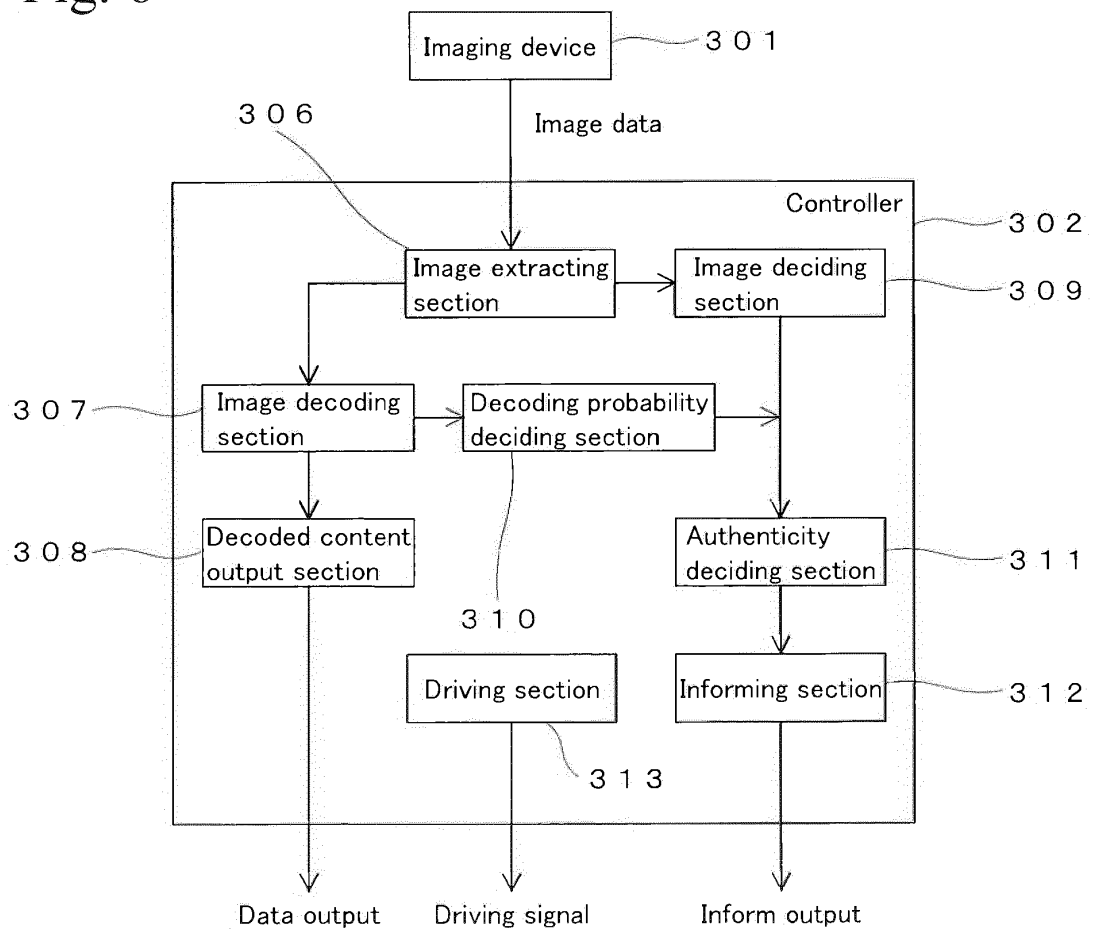 Imaging device
３０１
３０６
Image data
Controller
３０２
Image extracting
section
Image deciding
section
３０９
３０７
Image decoding
section
Decoding probability
deciding section
３０８
Decoded content
output section
Authenticity
deciding section
３１１
３１０
Driving section
Informing section
３１２
３１３
Data output
Driving signal
Inform output